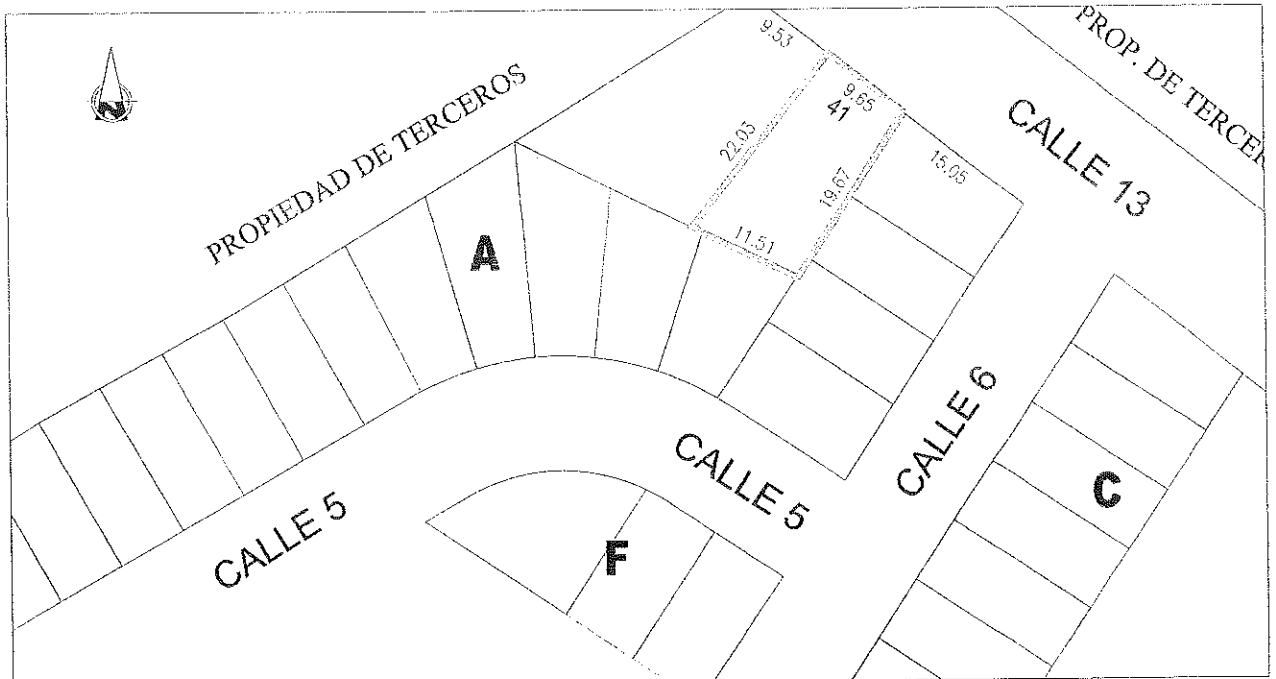 9.53
PROP. DE TERCER
9.65
41
PROPIEDAD DE TERCEROS
CALLE 13
22.03
15.05
19.67
A
11.51
N
CALLE 6
CALLE 5
C
CALLE 5
F